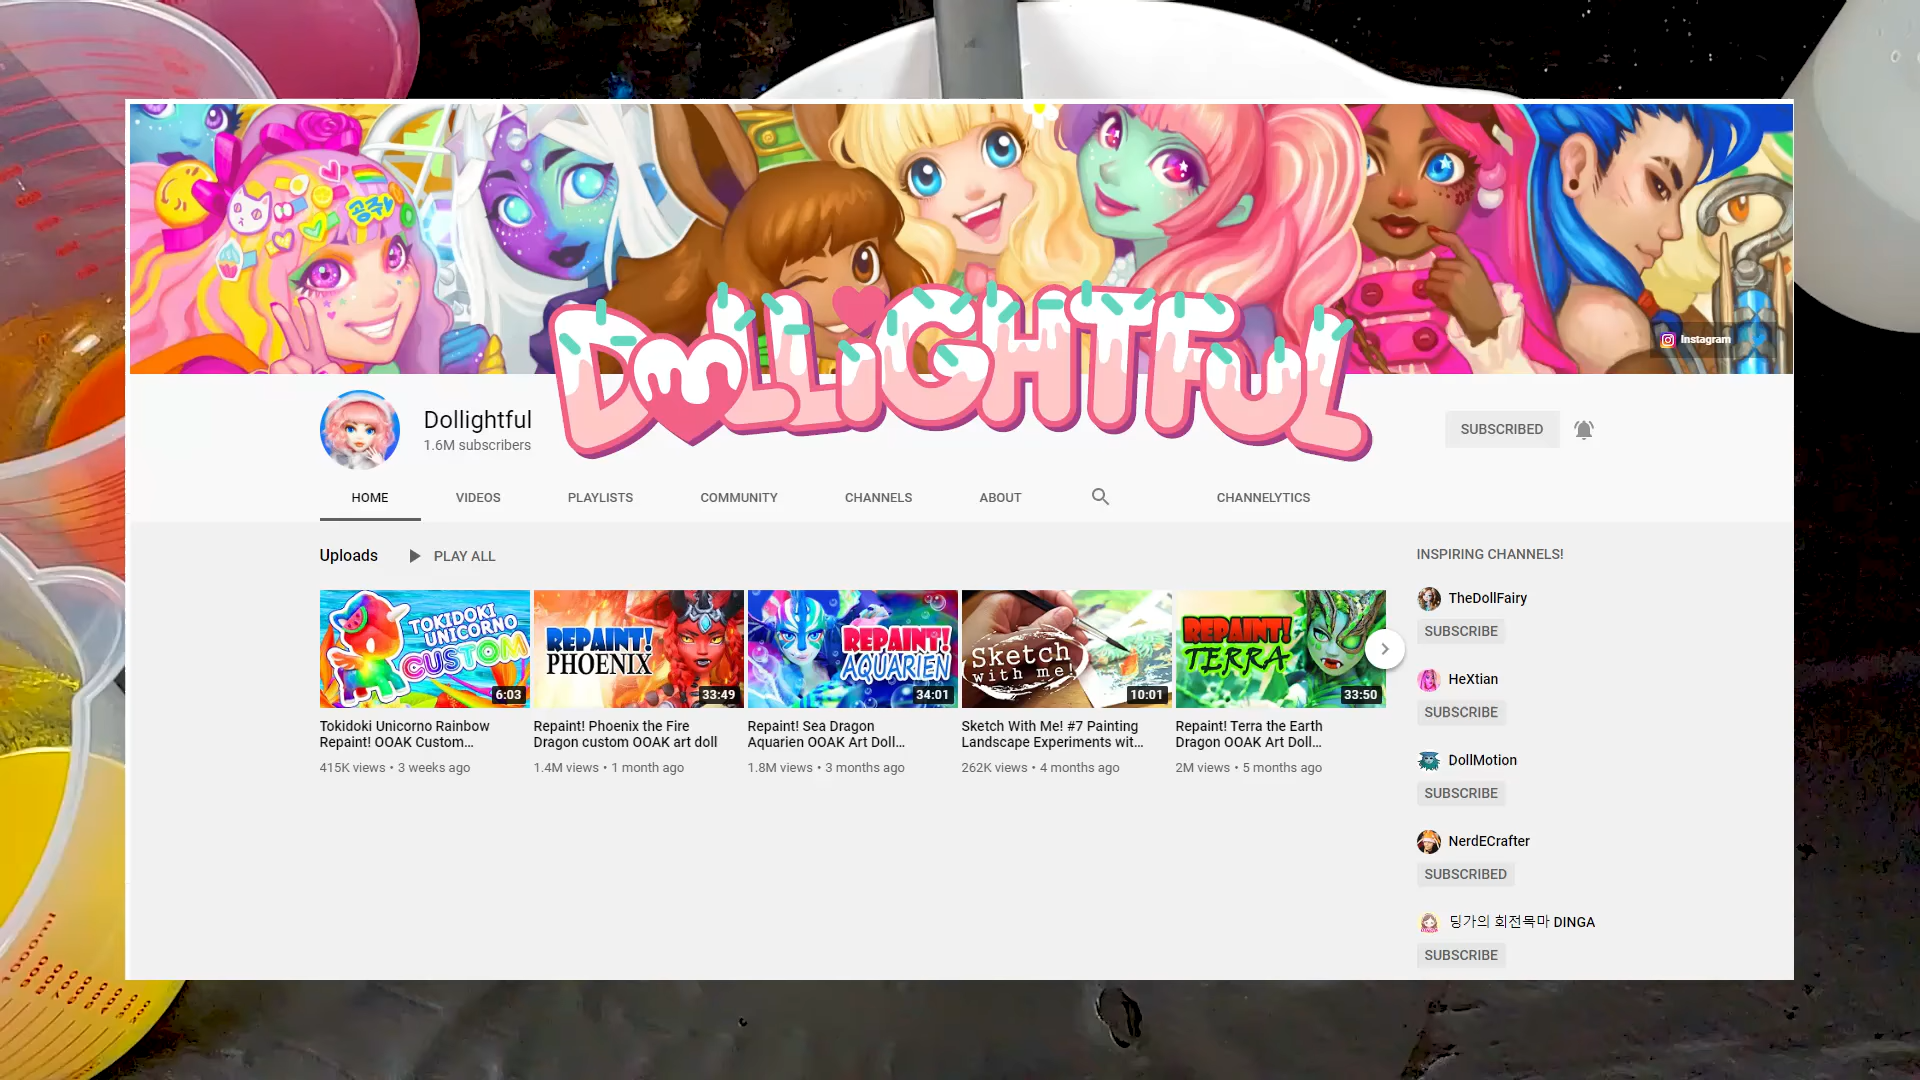 공주
DOLLiGHTFUL
Instagram
Dollightful
1.6M subscribers
SUBSCRIBED
HOME VIDEOS PLAYLISTS COMMUNITY CHANNELS ABOUT CHANNELYTICS
Uploads PLAY ALL
TOKIDOKI
UNICORNO
CUSTOM
6:03
Tokidoki Unicorno Rainbow
Repaint! OOAK Custom...
415K views • 3 weeks ago
REPAINT!
PHOENIX
33:49
Repaint! Phoenix the Fire
Dragon custom OOAK art doll
1.4M views • 1 month ago
REPAINT!
AQUARIEN
34:01
Repaint! Sea Dragon
Aquarien OOAK Art Doll...
1.8M views • 3 months ago
Sketch
with me!
10:01
Sketch With Me! #7 Painting
Landscape Experiments wit...
262K views • 4 months ago
REPAINT!
TERRA
33:50
Repaint! Terra the Earth
Dragon OOAK Art Doll...
2M views • 5 months ago
INSPIRING CHANNELS!
TheDollFairy
SUBSCRIBE
HeXtian
SUBSCRIBE
DollMotion
SUBSCRIBE
NerdECrafter
SUBSCRIBED
딩가의 회전목마 DINGA
SUBSCRIBE